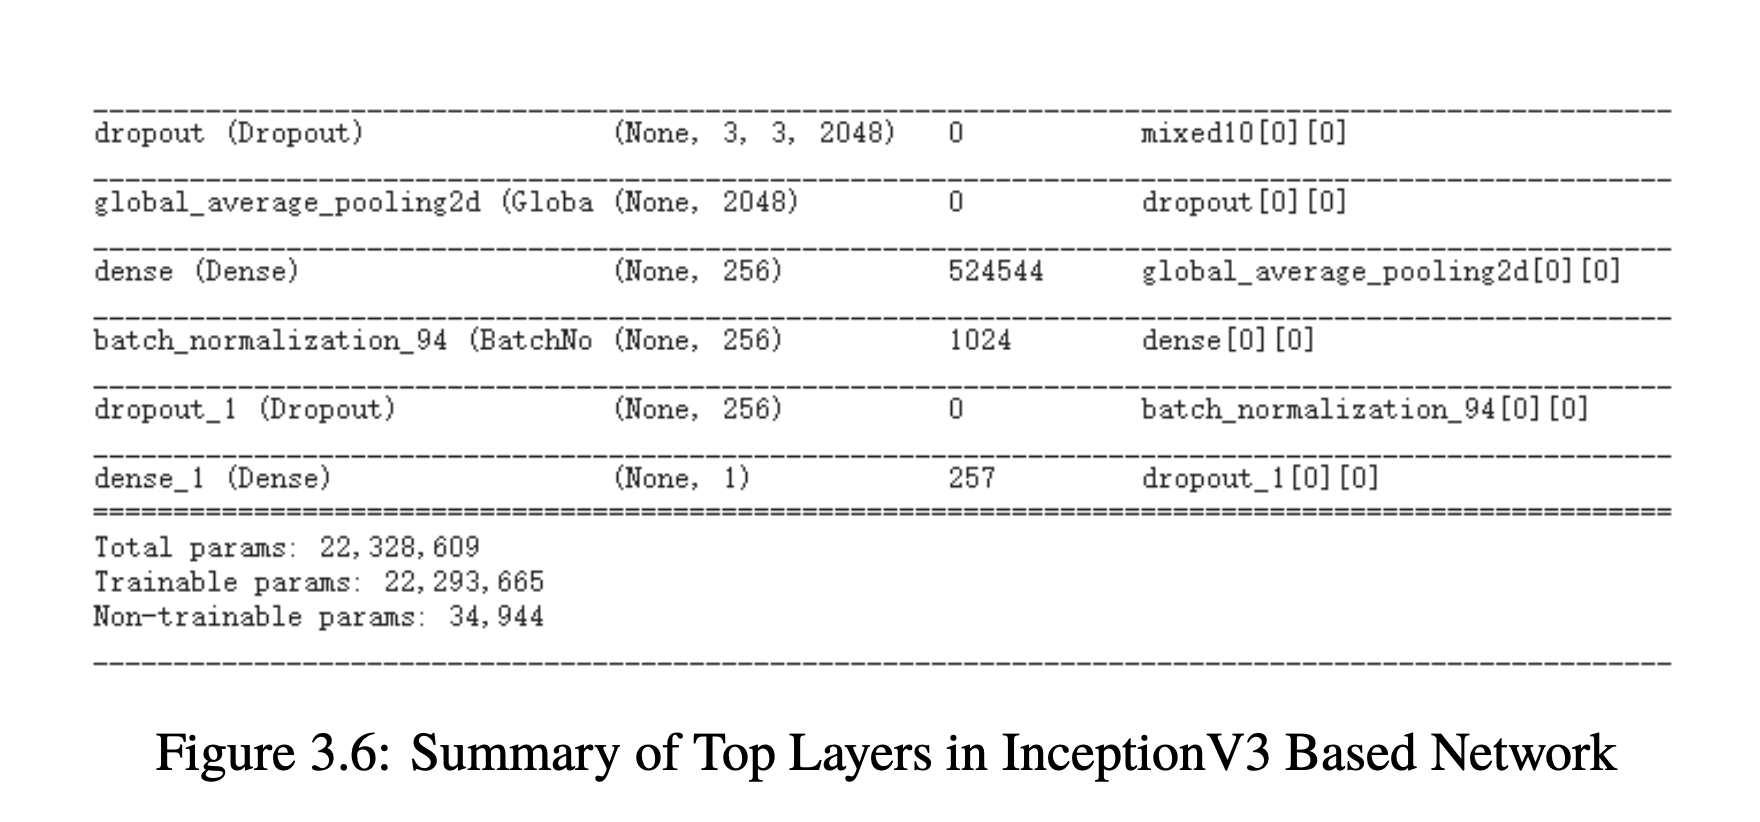 dropout (Dropout) (None, 3, 3, 2048) 0 mixed10[0][0]
global_average_pooling2d (Globa (None, 2048) 0 dropout[0][0]
dense (Dense) (None, 256) 524544 global_average_pooling2d[0][0]
batch_normalization_94 (BatchNo (None, 256) 1024 dense[0][0]
dropout_1 (Dropout) (None, 256) 0 batch_normalization_94[0][0]
dense_1 (Dense) (None, 1) 257 dropout_1[0][0]
Total params: 22,328,609
Trainable params: 22,293,665
Non-trainable params: 34,944
Figure 3.6: Summary of Top Layers in InceptionV3 Based Network